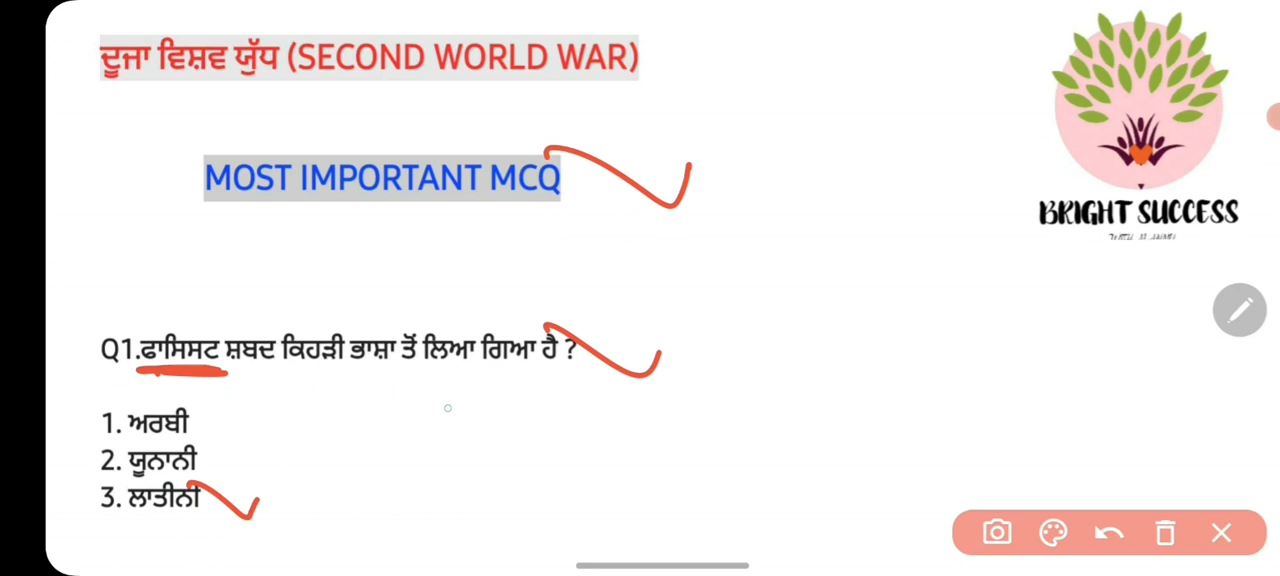 ਦੂਜਾ ਵਿਸ਼ਵ ਯੁੱਧ (SECOND WORLD WAR)
MOST IMPORTANT MCQ
BRIGHT SUCCESS
Q1.ਫਾਸਿਸਟ ਸ਼ਬਦ ਕਿਹੜੀ ਭਾਸ਼ਾ ਤੋਂ ਲਿਆ ਗਿਆ ਹੈ ?
1. ਅਰਬੀ
2. ਯੂਨਾਨੀ
3. ਲਾਤੀਨੀ